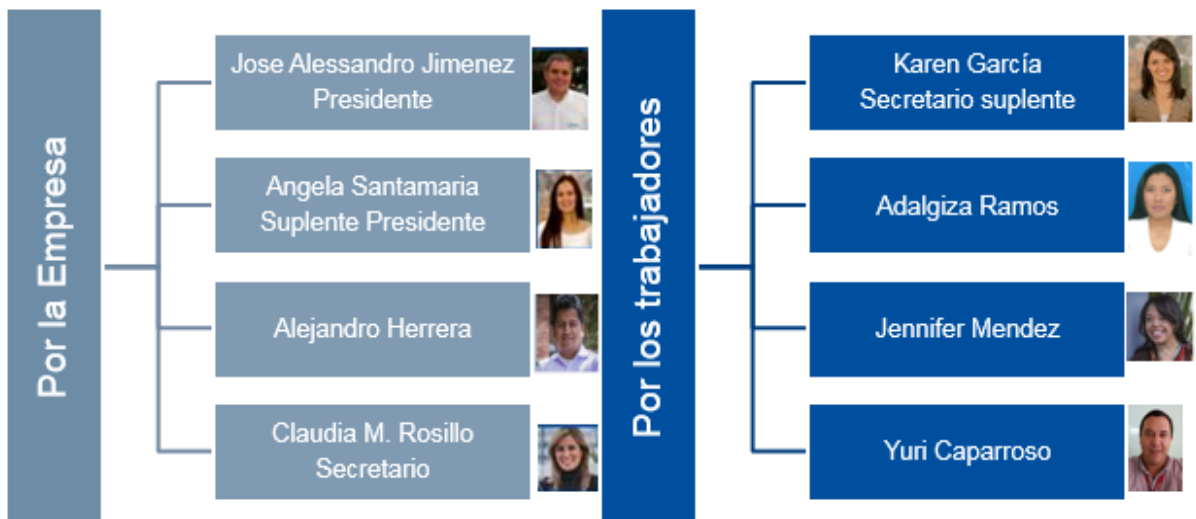 Por la Empresa
Jose Alessandro Jimenez
Presidente
Angela Santamaria
Suplente Presidente
Alejandro Herrera
Claudia M. Rosillo
Secretario
Por los trabajadores
Karen García
Secretario suplente
Adalgiza Ramos
Jennifer Mendez
Yuri Caparroso